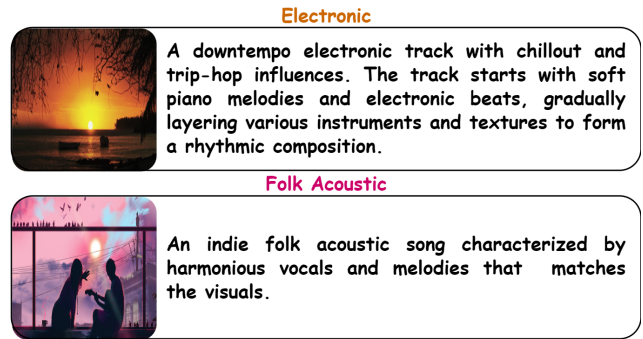 Electronic
A downtempo electronic track with chillout and
trip-hop influences. The track starts with soft
piano melodies and electronic beats, gradually
layering various instruments and textures to form
a rhythmic composition.
Folk Acoustic
An indie folk acoustic song characterized by
harmonious vocals and melodies that matches
the visuals.